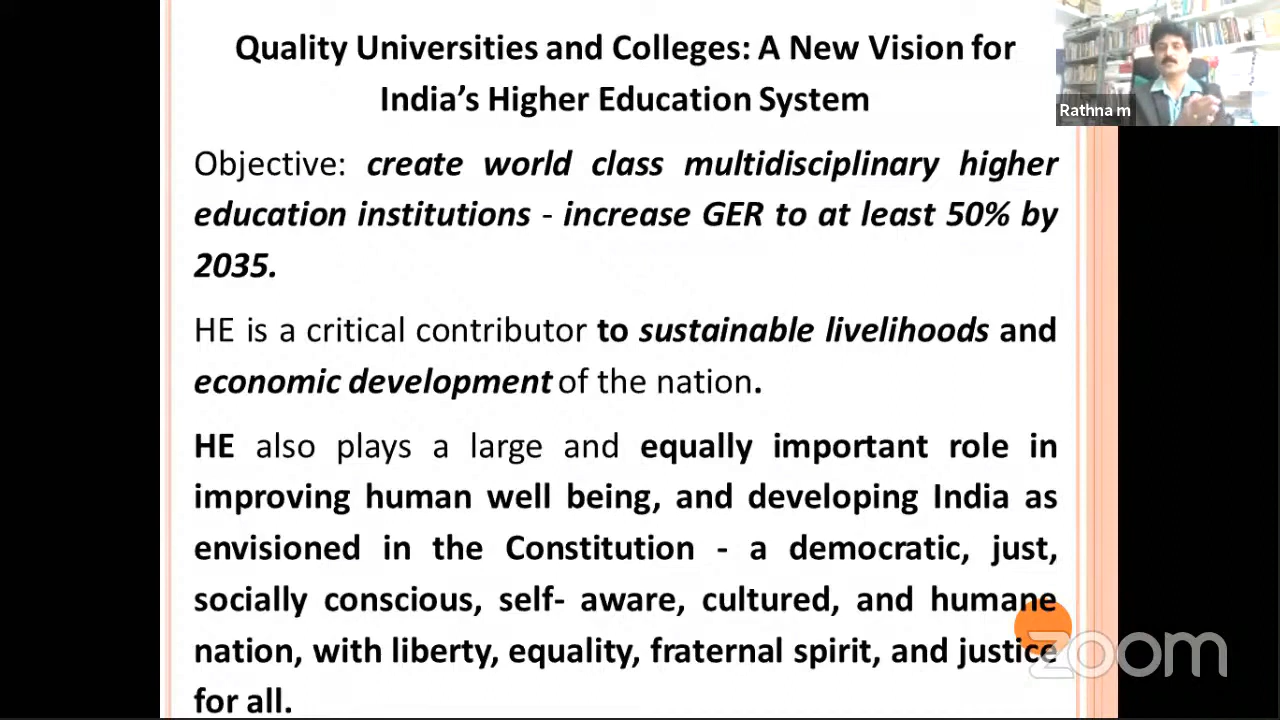 Quality Universities and Colleges: A New Vision for
India's Higher Education System
Rathna m
Objective: create world class multidisciplinary higher
education institutions - increase GER to at least 50% by
2035.
HE is a critical contributor to sustainable livelihoods and
economic development of the nation.
HE also plays a large and equally important role in
improving human well being, and developing India as
envisioned in the Constitution - a democratic, just,
socially conscious, self- aware, cultured, and humane
nation, with liberty, equality, fraternal spirit, and justice
for all.
zoom